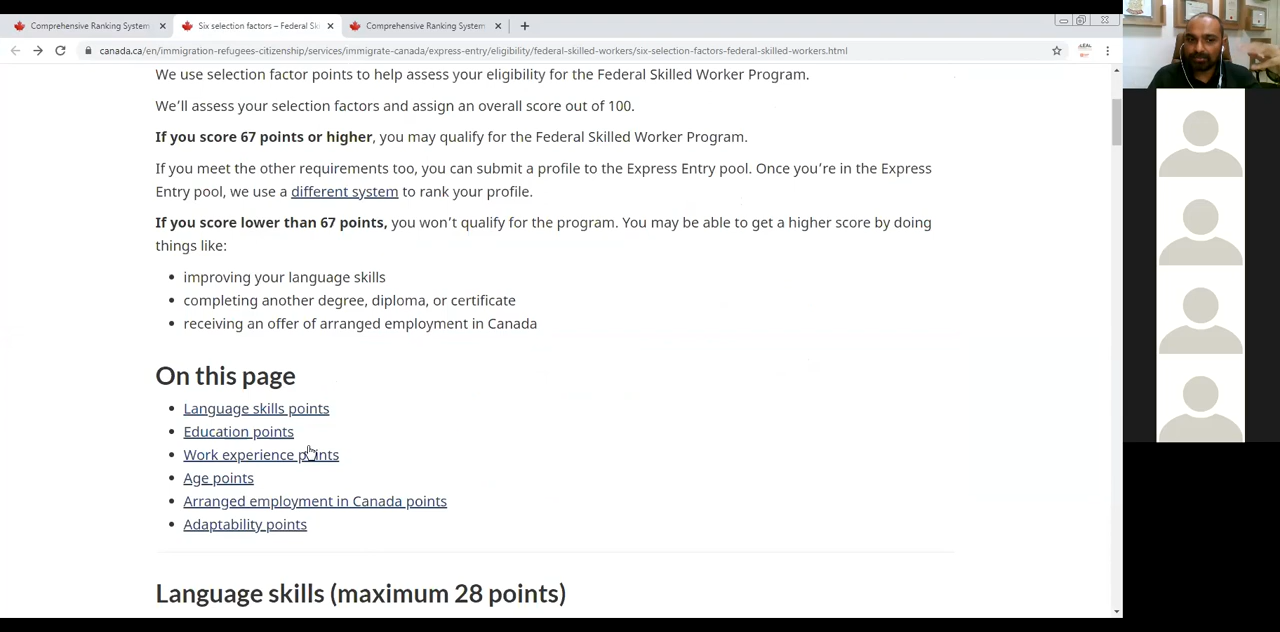 Comprehensive Ranking System
Six selection factors – Federal Sk
Comprehensive Ranking System
canada.ca/en/immigration-refugees-citizenship/services/immigrate-canada/express-entry/eligibility/federal-skilled-workers/six-selection-factors-federal-skilled-workers.html
We use selection factor points to help assess your eligibility for the Federal Skilled Worker Program.
We’ll assess your selection factors and assign an overall score out of 100.
If you score 67 points or higher, you may qualify for the Federal Skilled Worker Program.
If you meet the other requirements too, you can submit a profile to the Express Entry pool. Once you’re in the Express
Entry pool, we use a different system to rank your profile.
If you score lower than 67 points, you won’t qualify for the program. You may be able to get a higher score by doing
things like:
• improving your language skills
• completing another degree, diploma, or certificate
• receiving an offer of arranged employment in Canada
On this page
• Language skills points
• Education points
• Work experience points
• Age points
• Arranged employment in Canada points
• Adaptability points
Language skills (maximum 28 points)